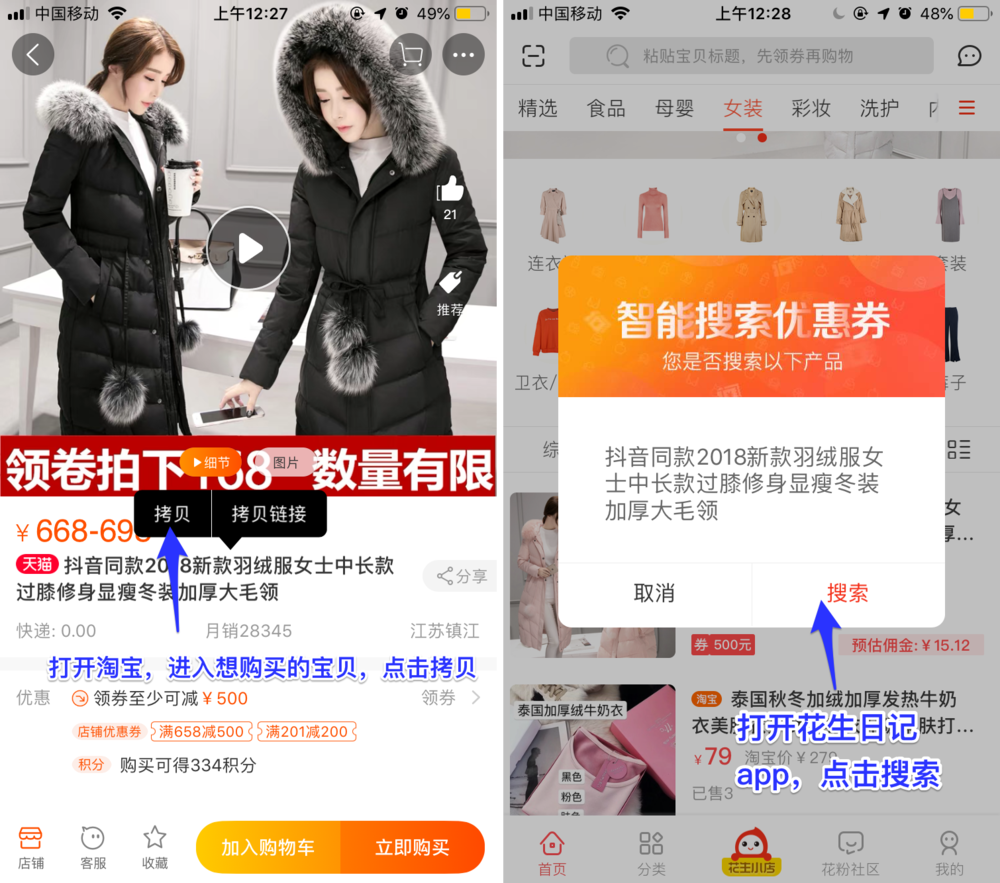 中国移动
上午12:27
49%
21
推荐
领卷拍下168数量有限
细节
图片
拷贝
拷贝链接
¥ 668-69
天猫 抖音同款2018新款羽绒服女士中长款
过膝修身显瘦冬装加厚大毛领
分享
快递: 0.00
月销28345
江苏镇江
打开淘宝，进入想购买的宝贝，点击拷贝
优惠
领券至少可减 ¥ 500
领券
店铺优惠券
满658减500
满201减200
积分
购买可得334积分
店铺
客服
收藏
加入购物车
立即购买
中国移动
上午12:28
48%
粘贴宝贝标题，先领券再购物
精选
食品
母婴
女装
彩妆
洗护
连衣
套装
卫衣/
裤子
综
智能搜索优惠券
您是否搜索以下产品
抖音同款2018新款羽绒服女
士中长款过膝修身显瘦冬装
加厚大毛领
取消
搜索
女
厚...
券 500元
预估佣金: ¥ 15.12
泰国加厚绒牛奶衣
黑色
粉色
肤色
淘宝 泰国秋冬加绒加厚发热牛奶
衣美肤
肤打...
¥ 79
淘宝价 ¥ 279
已售3
打开花生日记
app，点击搜索
首页
分类
花生小店
花粉社区
我的